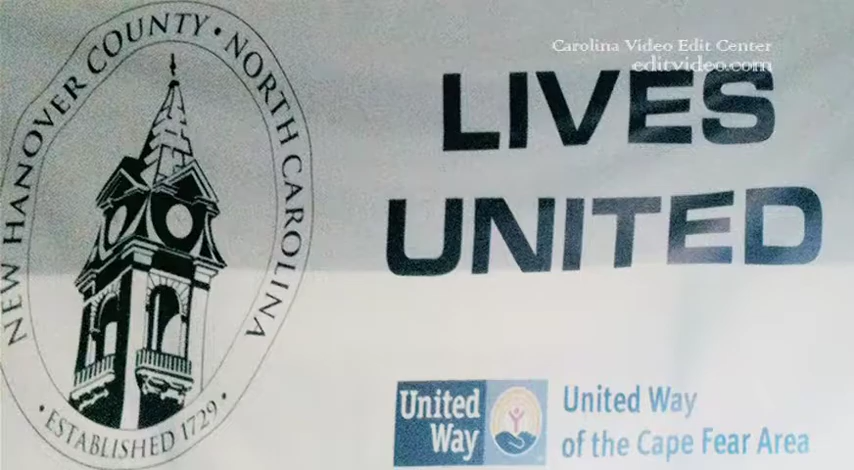 NEW HANOVER COUNTY • NORTH CAROLINA
• ESTABLISHED 1729 •
Carolina Video Edit Center
editvideo.com
LIVES
UNITED
United
Way
United Way
of the Cape Fear Area